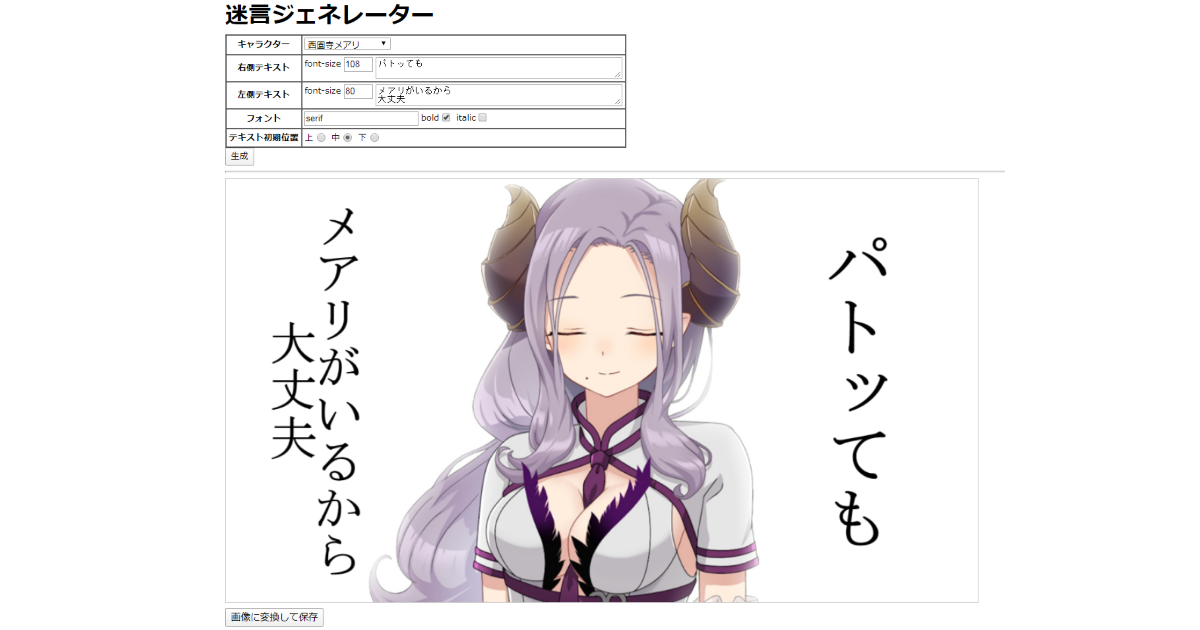 迷言ジェネレーター
キャラクター 西園寺メアリ
右側テキスト font-size 108 パトッても
左側テキスト font-size 80 メアリがいるから
大丈夫
フォント serif bold italic
テキスト初期位置 上 中 下
生成
パトッても
メアリがいるから
大丈夫
画像に変換して保存